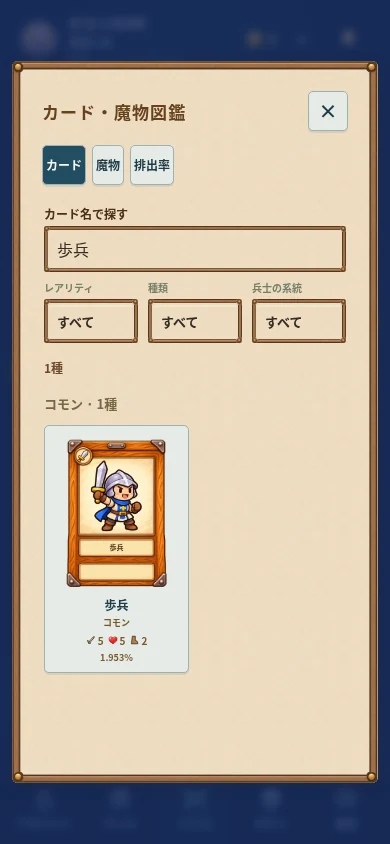 カード・魔物図鑑
×
カード 魔物 排出率
カード名で探す
歩兵
レアリティ 種類 兵士の系統
すべて すべて すべて
1種
コモン・1種
歩兵
歩兵
コモン
5 5 2
1.953%